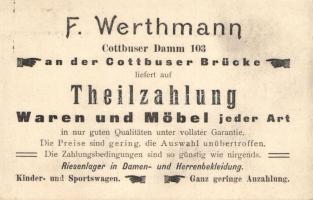 F. Werthmann
Cottbuser Damm 103
an der Cottbuser Brücke
liefert auf
Theilzahlung
Waren und Möbel jeder Art
in nur guten Qualitäten unter vollster Garantie.
Die Preise sind gering, die Auswahl unübertroffen.
Die Zahlungsbedingungen sind so günstig wie nirgends.
Riesenlager in Damen- und Herrenbekleidung.
Kinder- und Sportswagen. Ganz geringe Anzahlung.